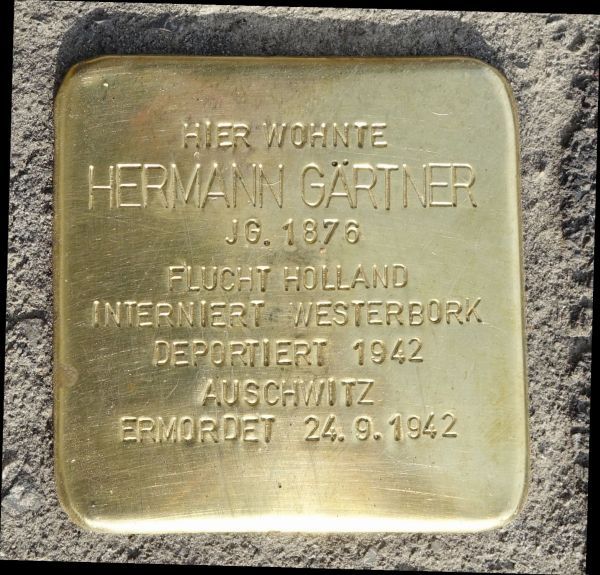 HIER WOHNTE
HERMANN GÄRTNER
JG. 1876
FLUCHT HOLLAND
INTERNIERT WESTERBORK
DEPORTIERT 1942
AUSCHWITZ
ERMORDET 24.9.1942